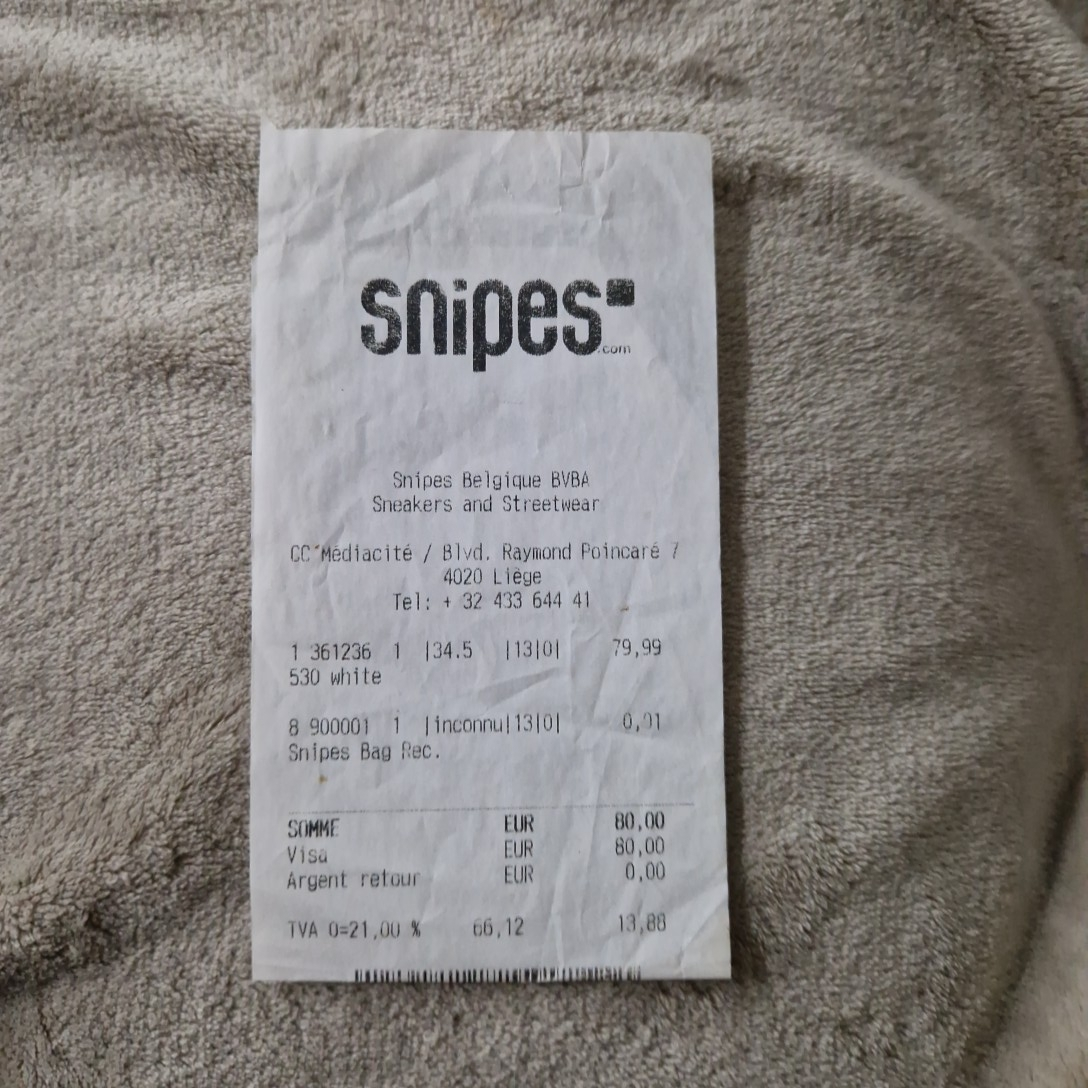 snipes
.com
Snipes Belgique BVBA
Sneakers and Streetwear
CC Médiacité / Blvd. Raymond Poincaré 7
4020 Liège
Tel: + 32 433 644 41
1 361236 1 |34.5 |13|0| 79,99
530 white
8 900001 1 |inconnu|13|0| 0,01
Snipes Bag Rec.
SOMME EUR 80,00
Visa EUR 80,00
Argent retour EUR 0,00
TVA 0=21,00 % 66,12 13,88